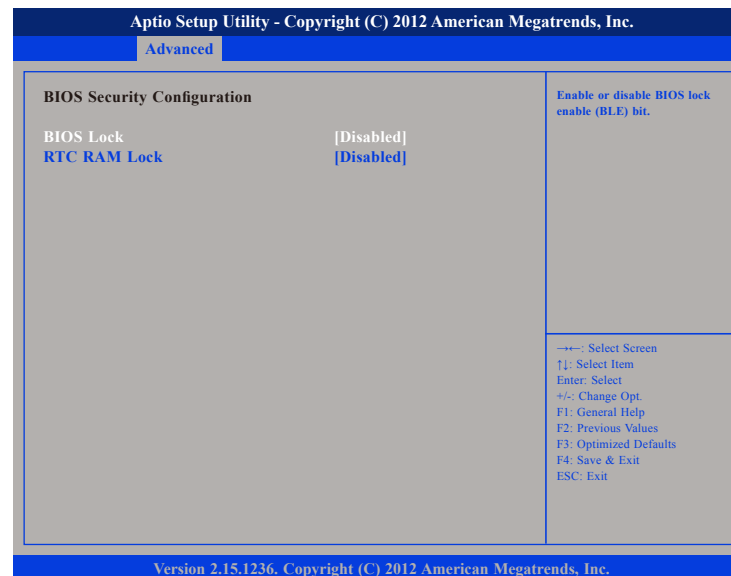 Aptio Setup Utility - Copyright (C) 2012 American Megatrends, Inc.
Advanced
BIOS Security Configuration
BIOS Lock [Disabled]
RTC RAM Lock [Disabled]
Enable or disable BIOS lock
enable (BLE) bit.
→←: Select Screen
↑↓: Select Item
Enter: Select
+/-: Change Opt.
F1: General Help
F2: Previous Values
F3: Optimized Defaults
F4: Save & Exit
ESC: Exit
Version 2.15.1236. Copyright (C) 2012 American Megatrends, Inc.